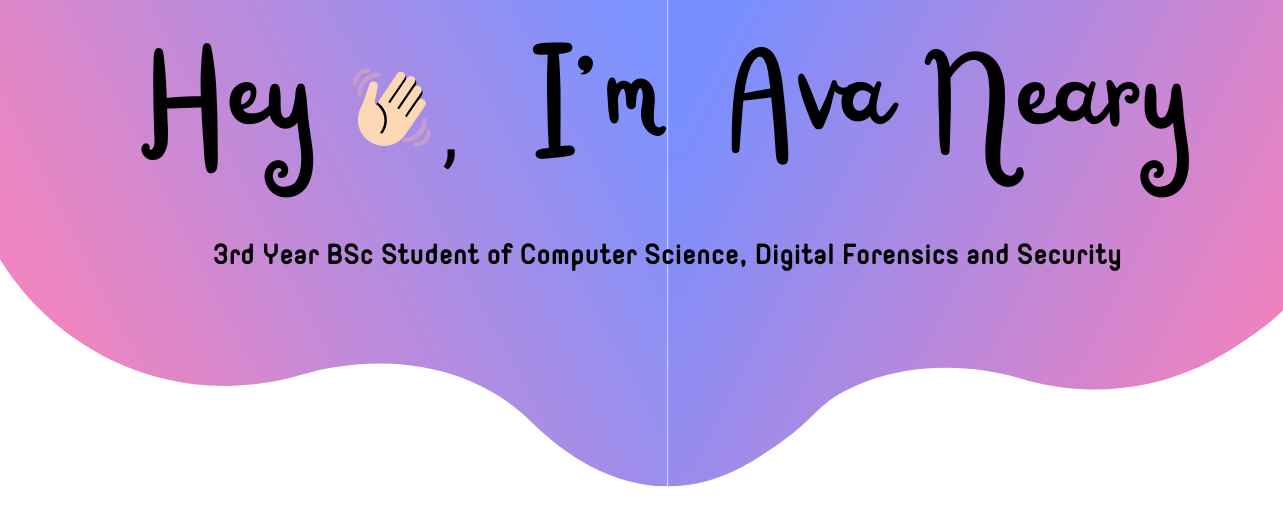 Hey 👋🏻, I'm Ava Neary
3rd Year BSc Student of Computer Science, Digital Forensics and Security